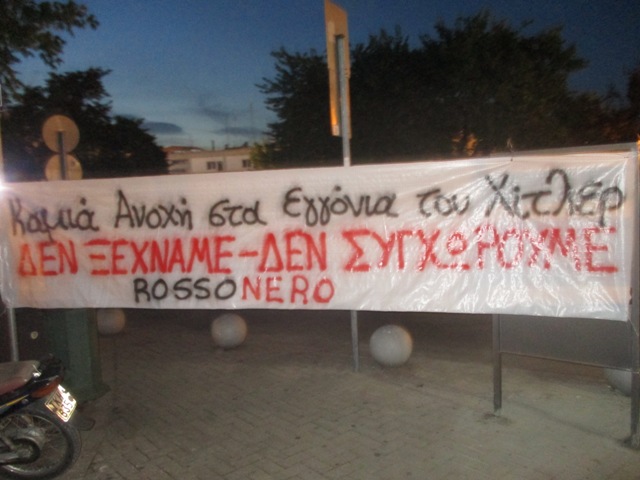 Καμιά Ανοχή στα Εγγόνια του Χίτλερ
ΔΕΝ ΞΕΧΝΑΜΕ-ΔΕΝ ΣΥΓΧΩΡΟΥΜΕ
ROSSONERO